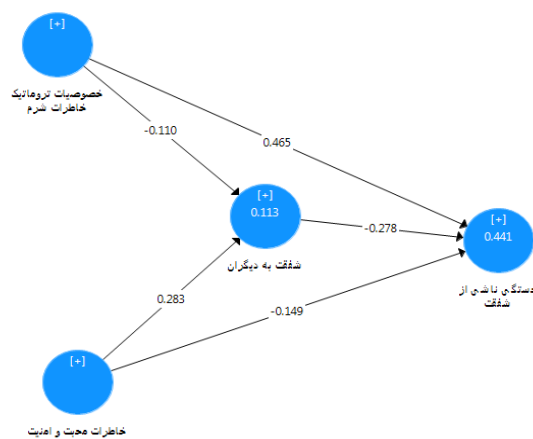 [+]
خصوصیات تروماتیک
خاطرات شرم
-0.110
0.465
[+]
0.113
شفقت به دیگران
-0.278
[+]
0.441
ناشی از
شفقت
0.283
-0.149
[+]
خاطرات محبت و امنیت